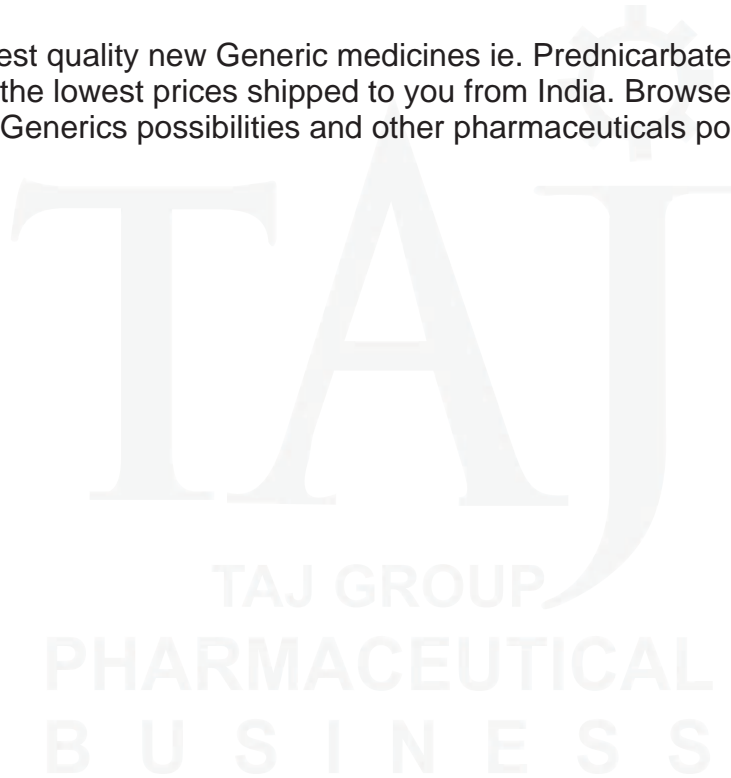 est quality new Generic medicines ie. Prednicarbate
the lowest prices shipped to you from India. Browse
Generics possibilities and other pharmaceuticals po
TAJ
TAJ GROUP
PHARMACEUTICAL
BUSINESS